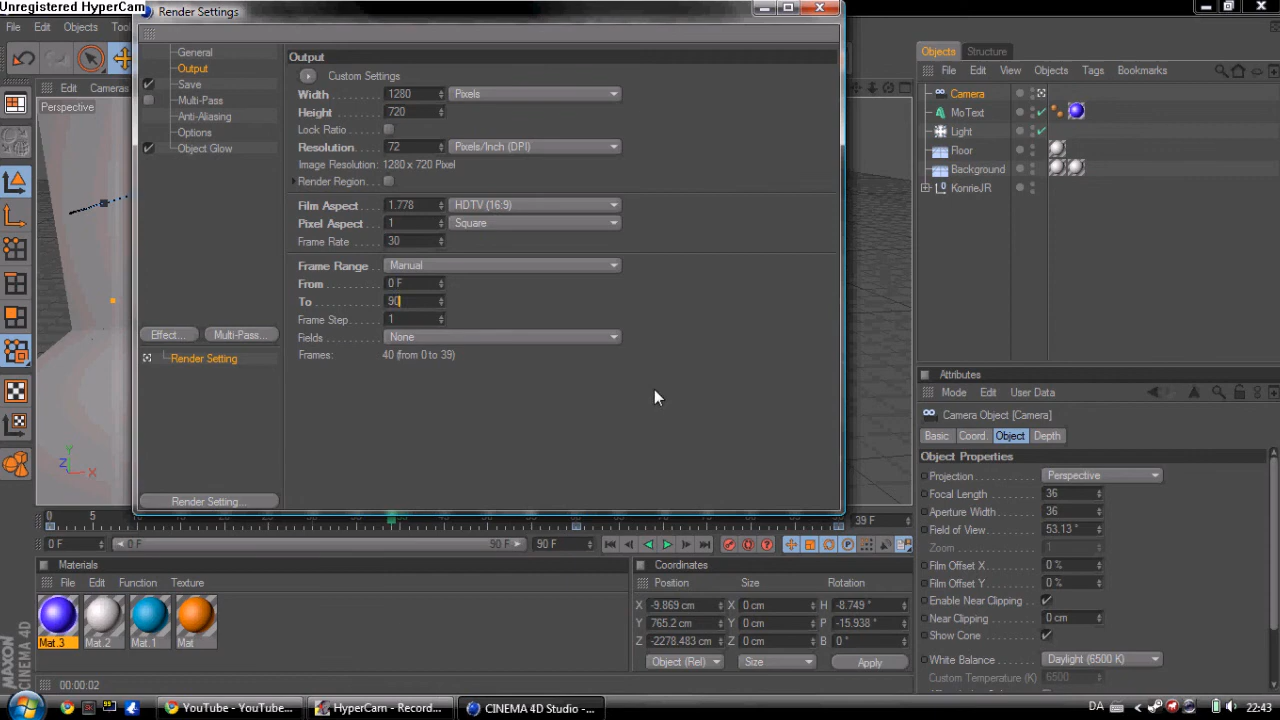 Unregistered HyperCam
Render Settings
File Edit Objects
General
Output
Save
Multi-Pass
Anti-Aliasing
Options
Object Glow
Effect...
Multi-Pass...
Render Setting
Render Setting...
Output
Custom Settings
Width 1280 Pixels
Height 720
Lock Ratio
Resolution 72 Pixels/Inch (DPI)
Image Resolution: 1280 x 720 Pixel
Render Region
Film Aspect 1.778 HDTV (16:9)
Pixel Aspect 1 Square
Frame Rate 30
Frame Range Manual
From 0 F
To 90
Frame Step 1
Fields None
Frames: 40 (from 0 to 39)
Edit Cameras
Perspective
Z Y X
Objects Structure
File Edit View Objects Tags Bookmarks
Camera
MoText
Light
Floor
Background
KonrieJR
Attributes
Mode Edit User Data
Camera Object [Camera]
Basic Coord. Object Depth
Object Properties
Projection Perspective
Focal Length 36
Aperture Width 36
Field of View 53.13 °
Zoom 1
Film Offset X 0 %
Film Offset Y 0 %
Enable Near Clipping
Near Clipping 0 cm
Show Cone
White Balance Daylight (6500 K)
Custom Temperature (K) 6500
0 5 39 F
0 F 0 F 90 F 90 F
Materials
File Edit Function Texture
Mat.3 Mat.2 Mat.1 Mat
Coordinates
Position Size Rotation
X -9.869 cm X 0 cm H -8.749 °
Y 765.2 cm Y 0 cm P -15.938 °
Z -2278.483 cm Z 0 cm B 0 °
Object (Rel) Size Apply
00:00:02
MAXON
CINEMA 4D
YouTube - YouTube... HyperCam - Record... CINEMA 4D Studio -... DA 22:43